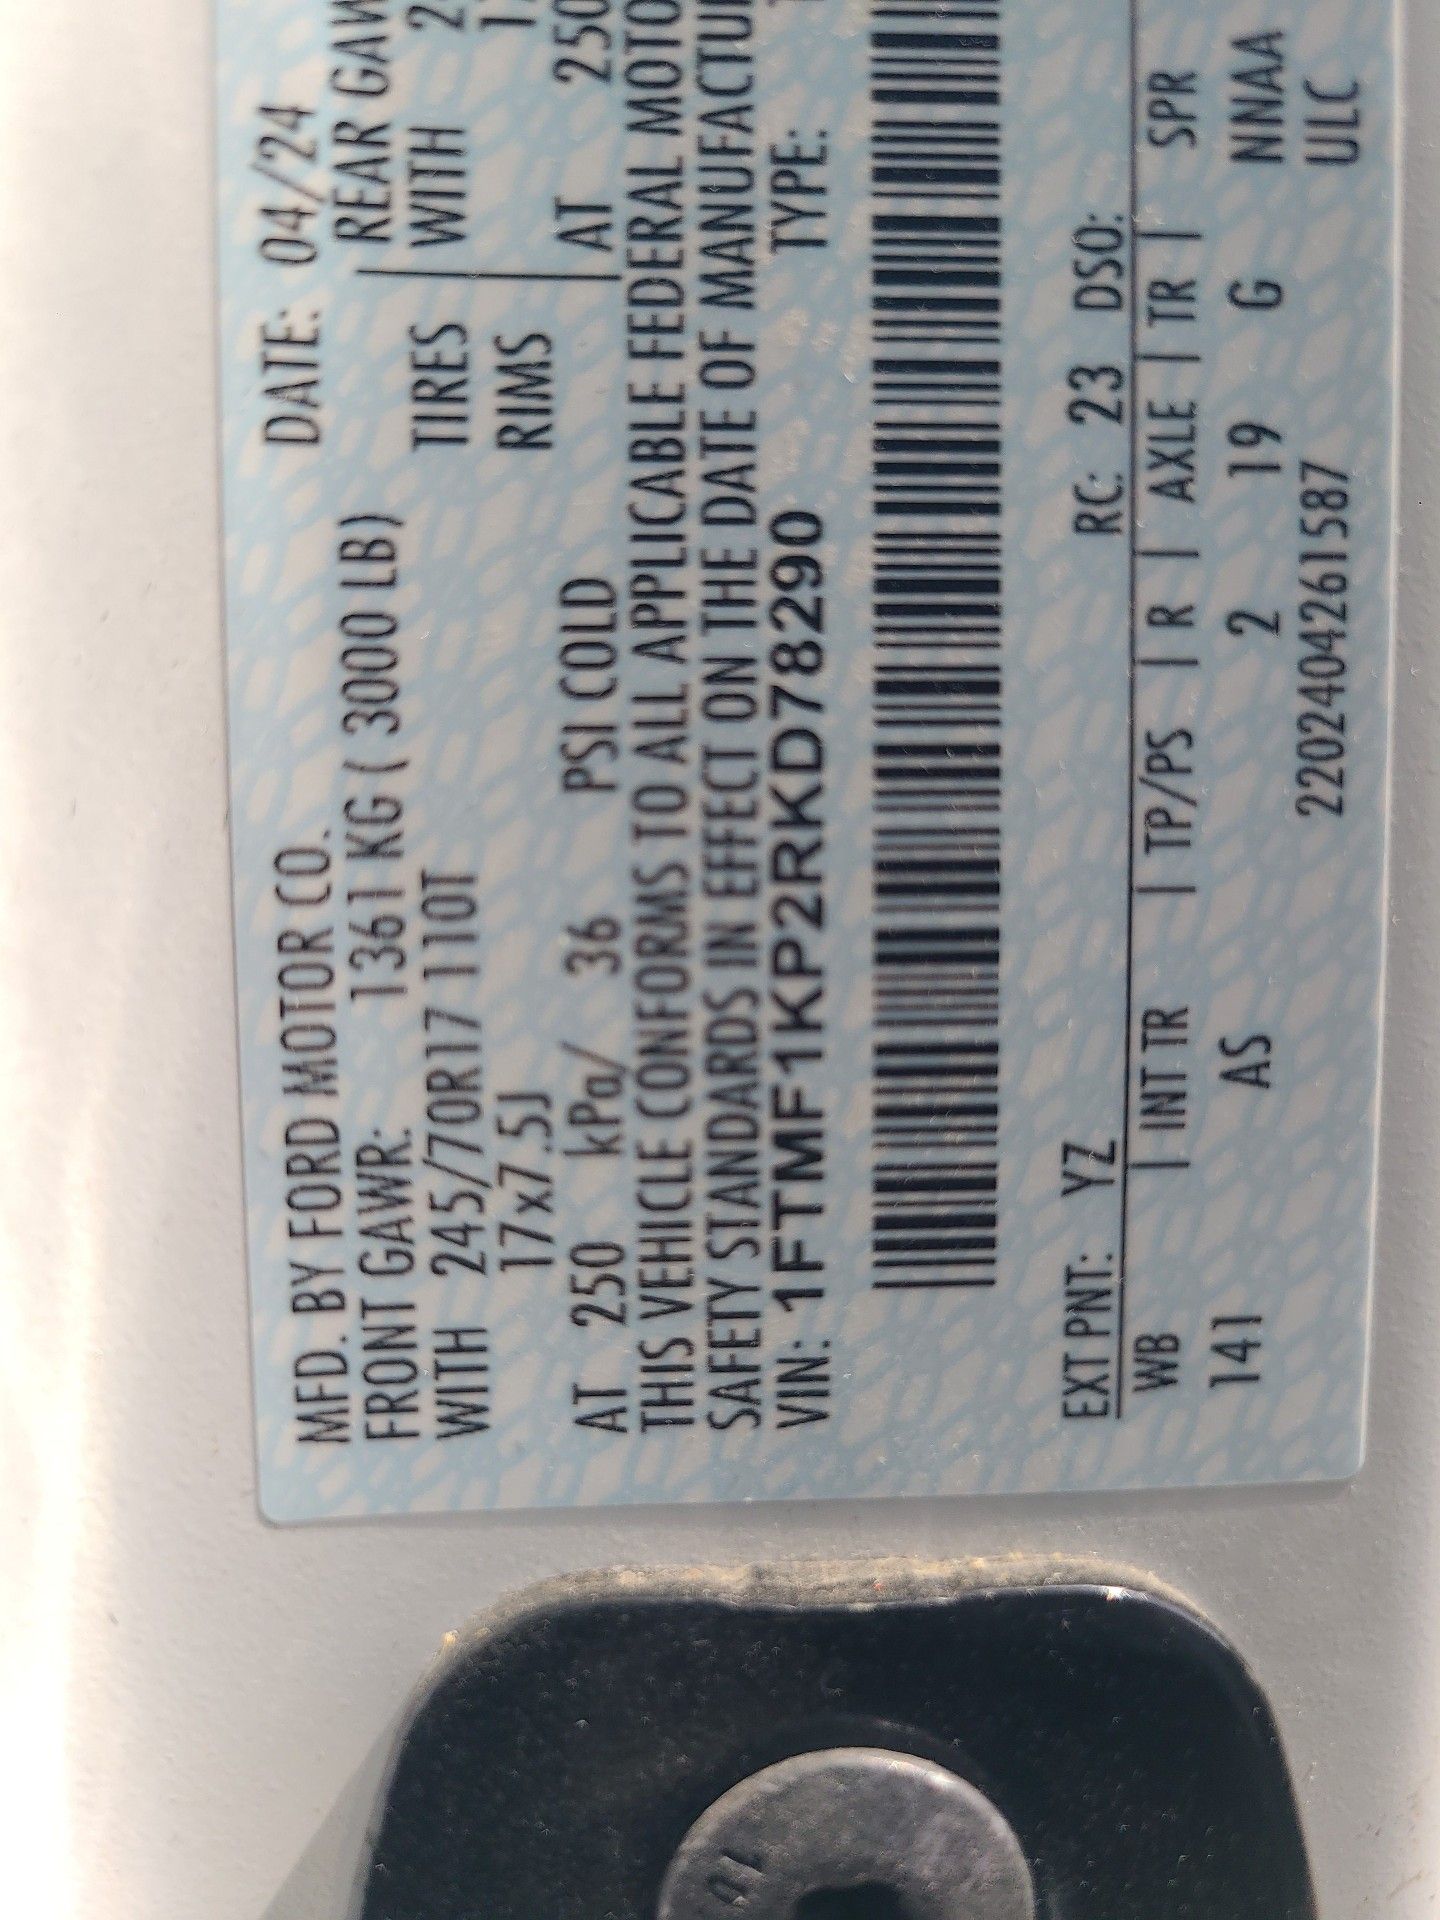 MFD. BY FORD MOTOR CO.
DATE: 04/24
FRONT GAWR: 1361 KG ( 3000 LB)
REAR GAW
WITH 245/70R17 110T
TIRES
WITH
17x7.5J
RIMS
AT 250 kPa/ 36 PSI COLD
AT 250
THIS VEHICLE CONFORMS TO ALL APPLICABLE FEDERAL MOTO
SAFETY STANDARDS IN EFFECT ON THE DATE OF MANUFACTU
VIN: 1FTMF1KP2RKD78290
TYPE:
EXT PNT: YZ RC: 23 DSO:
WB | INT TR | TP/PS | R | AXLE | TR | SPR
141 AS 2 19 G NNAA
220240426​1587 ULC